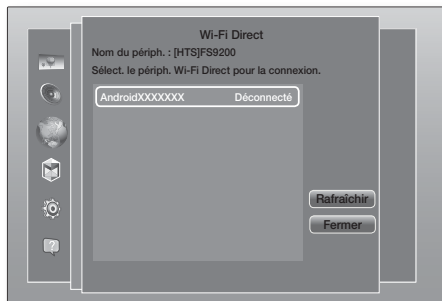 Wi-Fi Direct
Nom du périph. : [HTS]FS9200
Sélect. le périph. Wi-Fi Direct pour la connexion.
AndroidXXXXXXX Déconnecté
Rafraîchir
Fermer
?